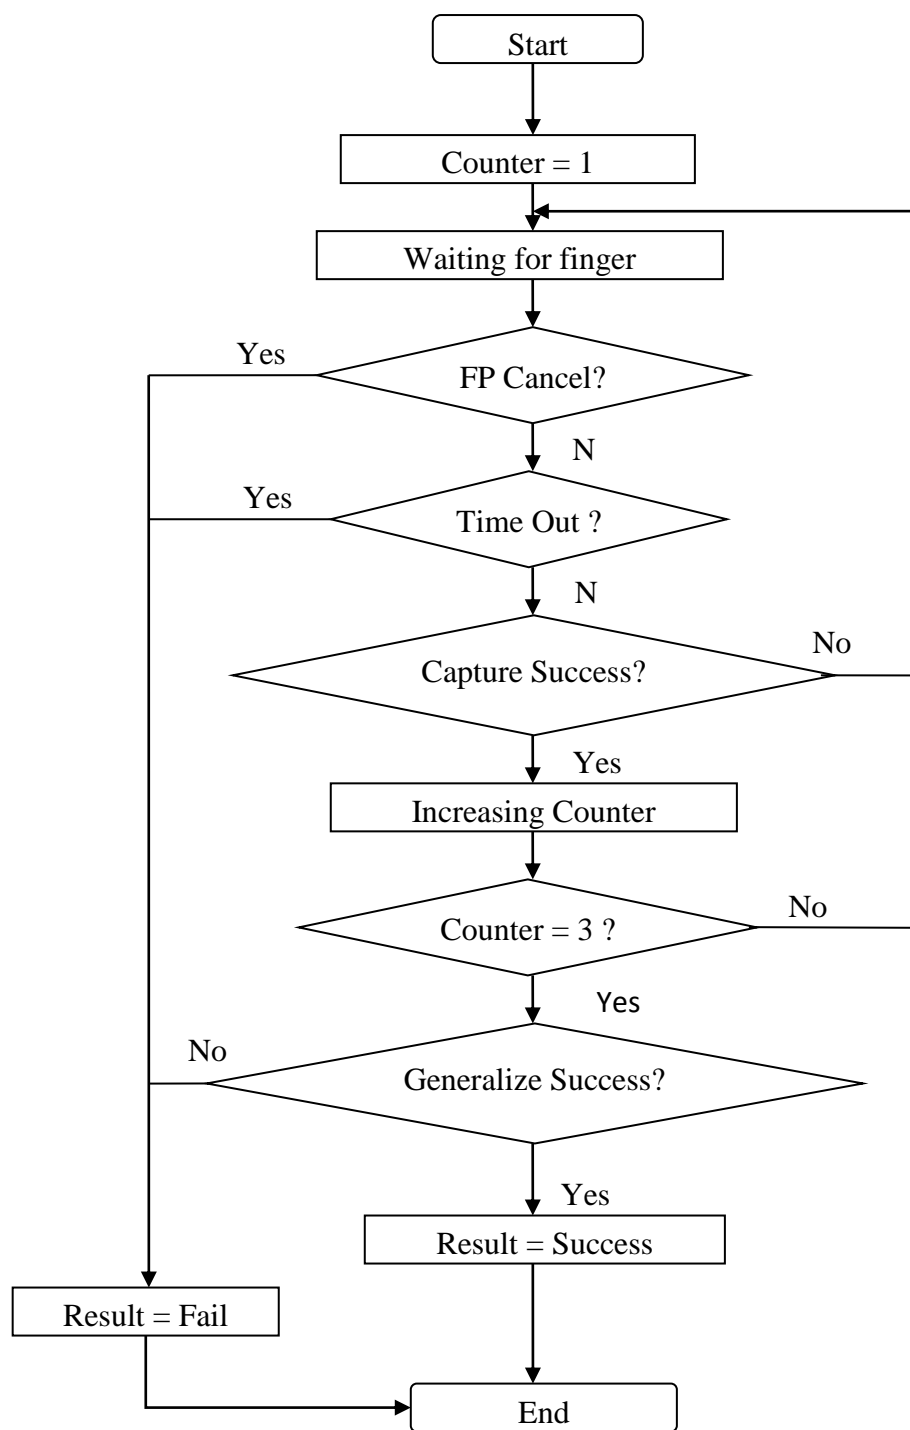 Start
Counter = 1
Waiting for finger
Yes
FP Cancel?
N
Yes
Time Out ?
N
No
Capture Success?
Yes
Increasing Counter
No
Counter = 3 ?
Yes
No
Generalize Success?
Yes
Result = Success
Result = Fail
End